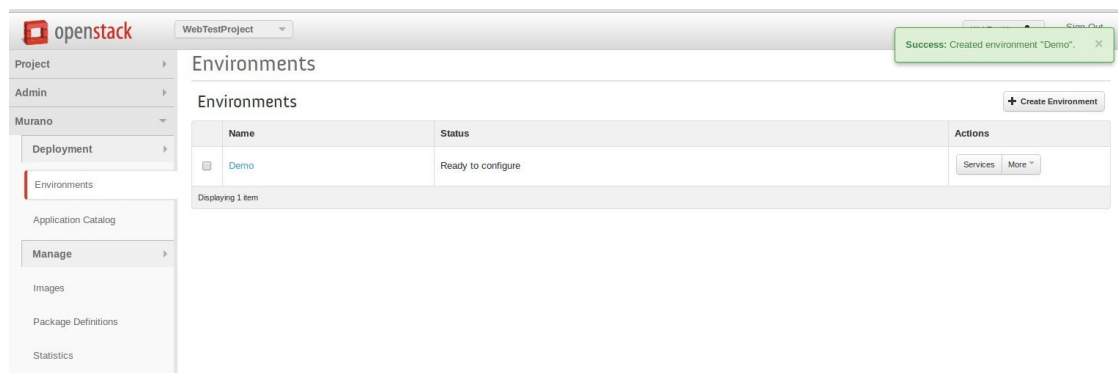 openstack
WebTestProject
Sign Out
Success: Created environment "Demo".
Project
Admin
Murano
Deployment
Environments
Application Catalog
Manage
Images
Package Definitions
Statistics
Environments
Environments
Create Environment
Name Status Actions
Demo Ready to configure Services More
Displaying 1 item